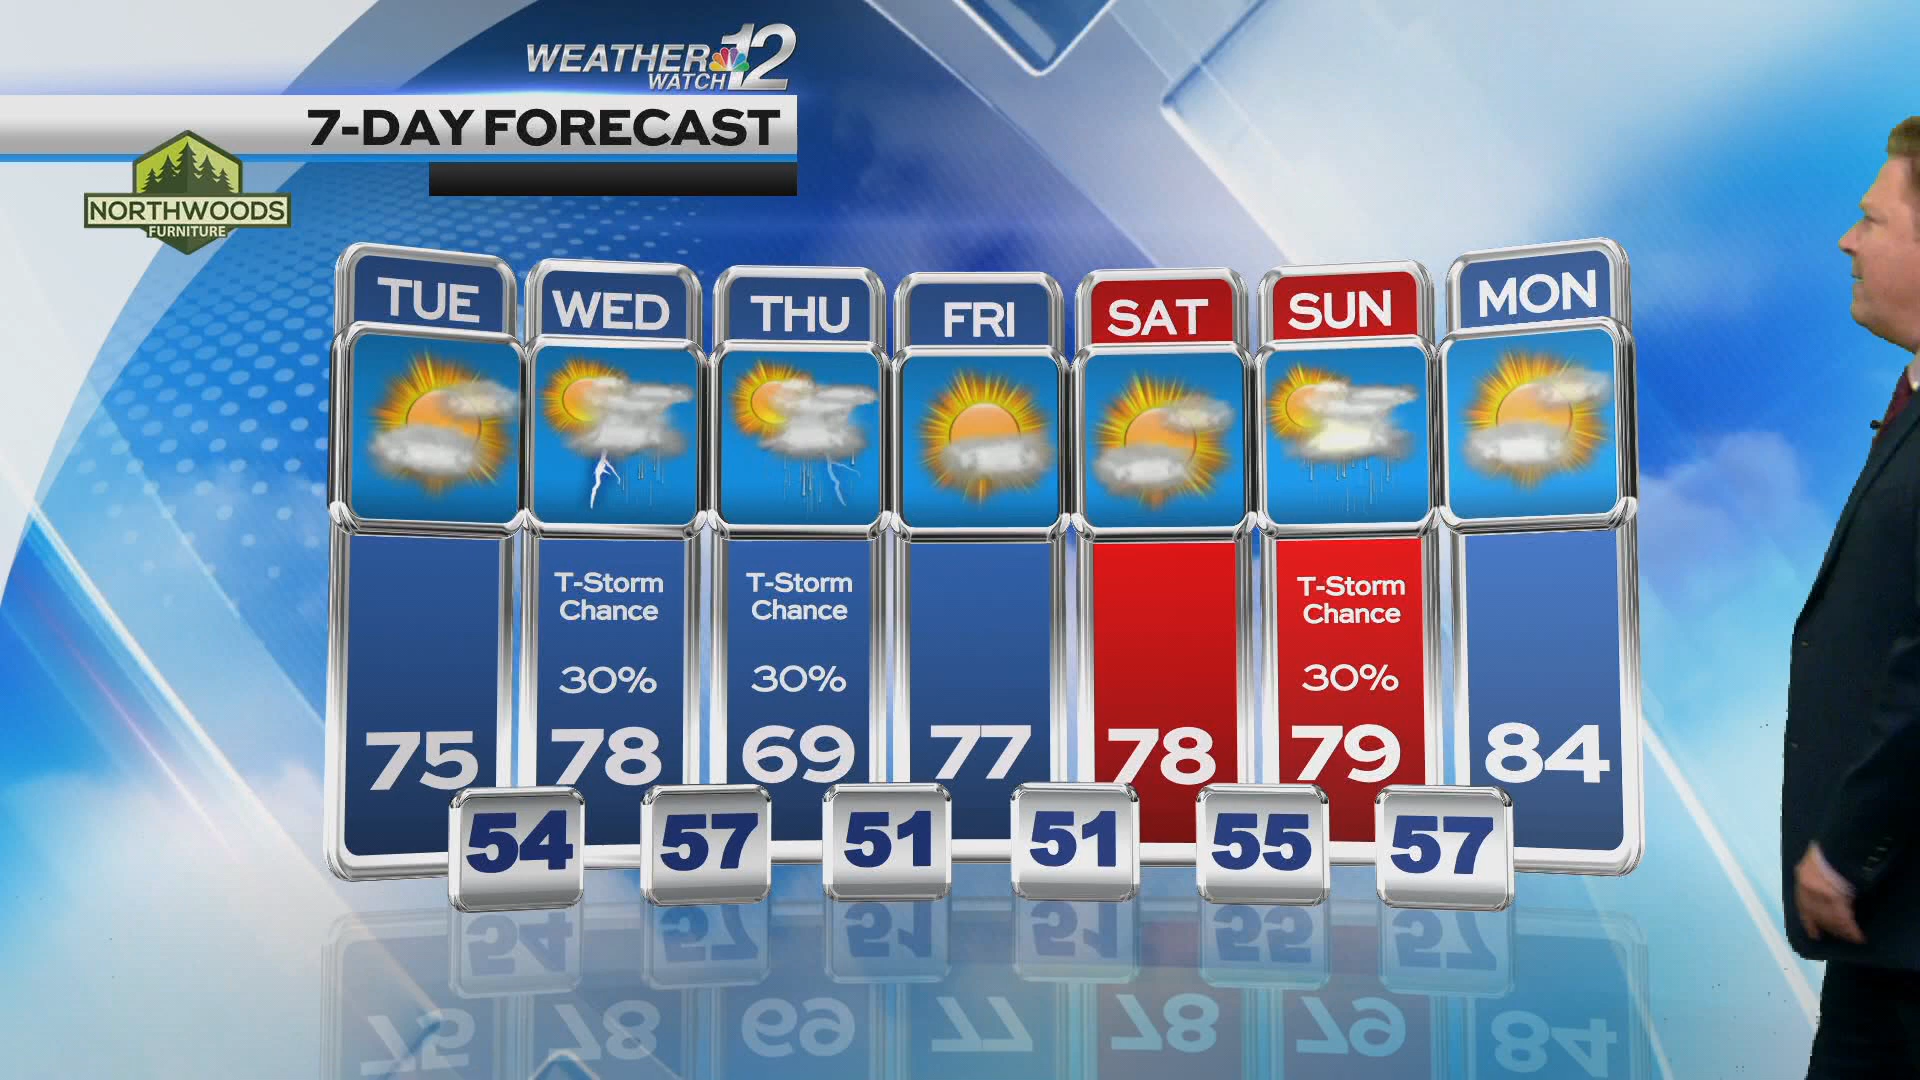 WEATHER 12
WATCH
7-DAY FORECAST
NORTHWOODS
FURNITURE
TUE WED THU FRI SAT SUN MON
T-Storm T-Storm T-Storm
Chance Chance Chance
30% 30% 30%
75 78 69 77 78 79 84
54 57 51 51 55 57